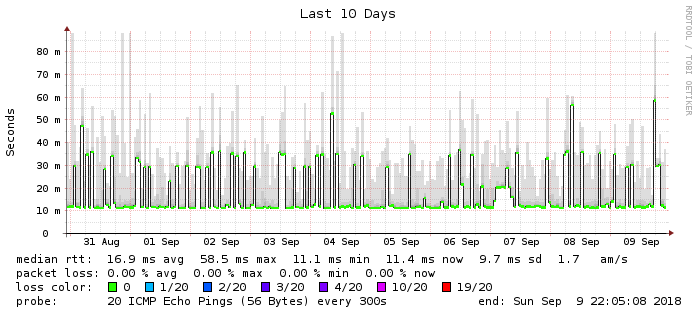 Last 10 Days
RRDTOOL / TOBI OETIKER
Seconds
80 m
70 m
60 m
50 m
40 m
30 m
20 m
10 m
0
31 Aug 01 Sep 02 Sep 03 Sep 04 Sep 05 Sep 06 Sep 07 Sep 08 Sep 09 Sep
median rtt: 16.9 ms avg 58.5 ms max 11.1 ms min 11.4 ms now 9.7 ms sd 1.7 am/s
packet loss: 0.00 % avg 0.00 % max 0.00 % min 0.00 % now
loss color: 0 1/20 2/20 3/20 4/20 10/20 19/20
probe: 20 ICMP Echo Pings (56 Bytes) every 300s end: Sun Sep 9 22:05:08 2018